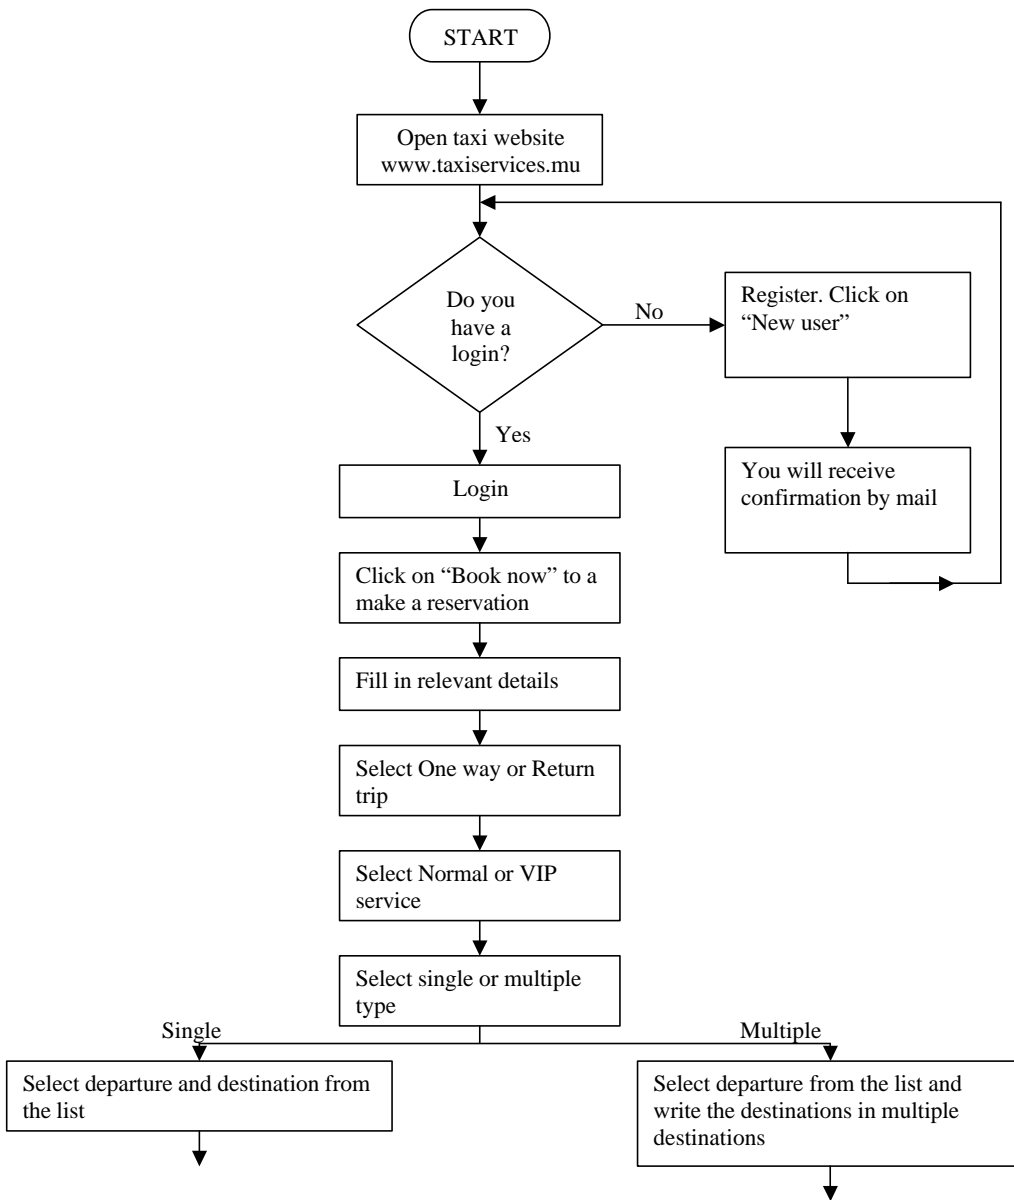 START
Open taxi website
www.taxiservices.mu
Do you
have a
login?
No
Register. Click on
“New user”
Yes
You will receive
confirmation by mail
Login
Click on “Book now” to a
make a reservation
Fill in relevant details
Select One way or Return
trip
Select Normal or VIP
service
Select single or multiple
type
Single
Multiple
Select departure and destination from
the list
Select departure from the list and
write the destinations in multiple
destinations